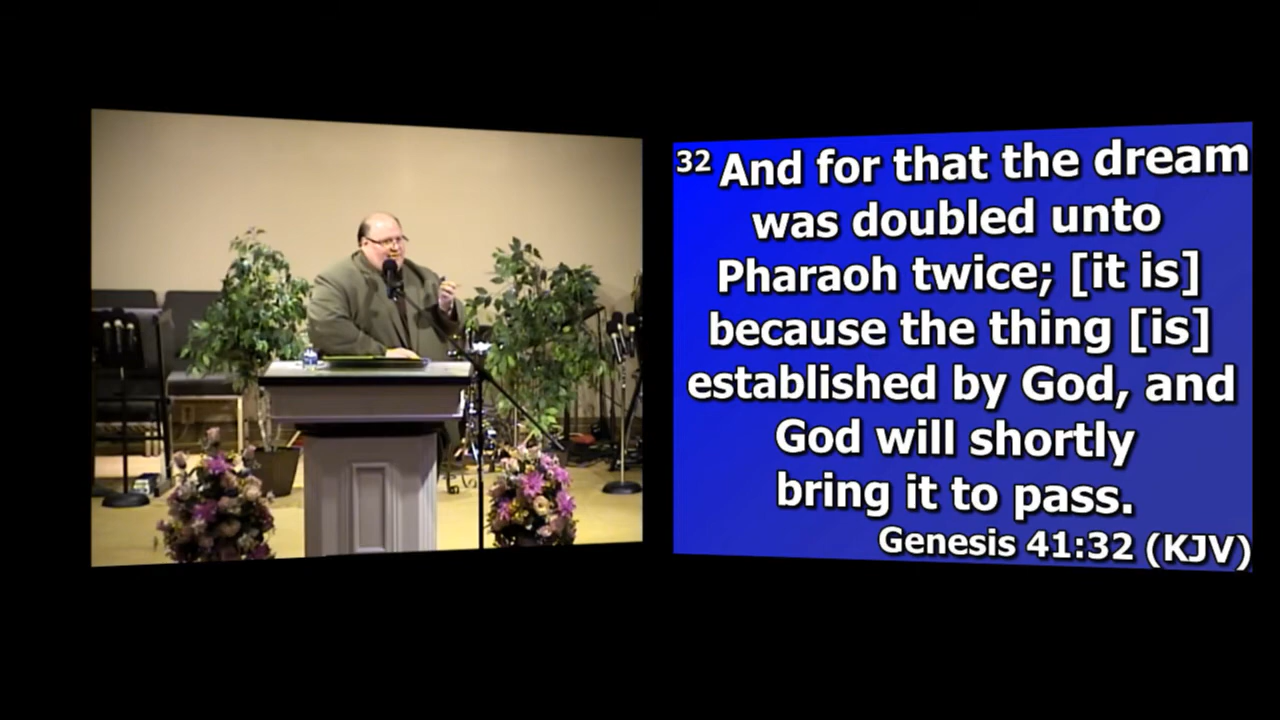 32 And for that the dream
was doubled unto
Pharaoh twice; [it is]
because the thing [is]
established by God, and
God will shortly
bring it to pass.
Genesis 41:32 (KJV)